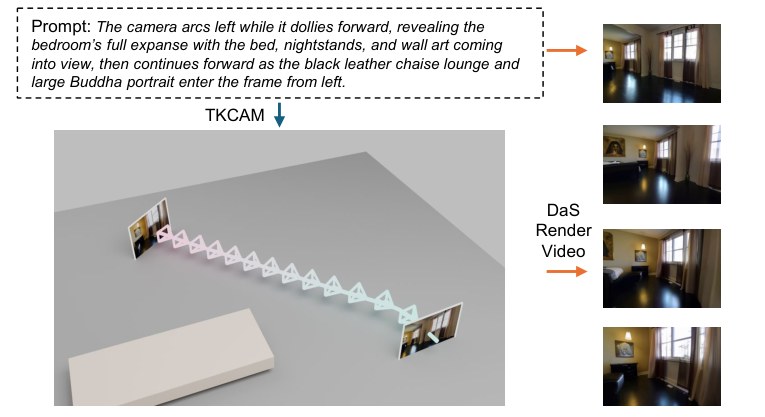 Prompt: The camera arcs left while it dollies forward, revealing the
bedroom's full expanse with the bed, nightstands, and wall art coming
into view, then continues forward as the black leather chaise lounge and
large Buddha portrait enter the frame from left.
TKCAM
DaS
Render
Video